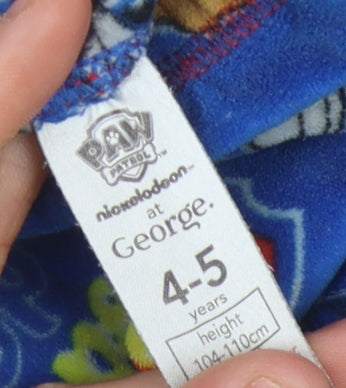 PAW
PATROL
nickelodeon
at
George.
4-5
years
height
104-110cm